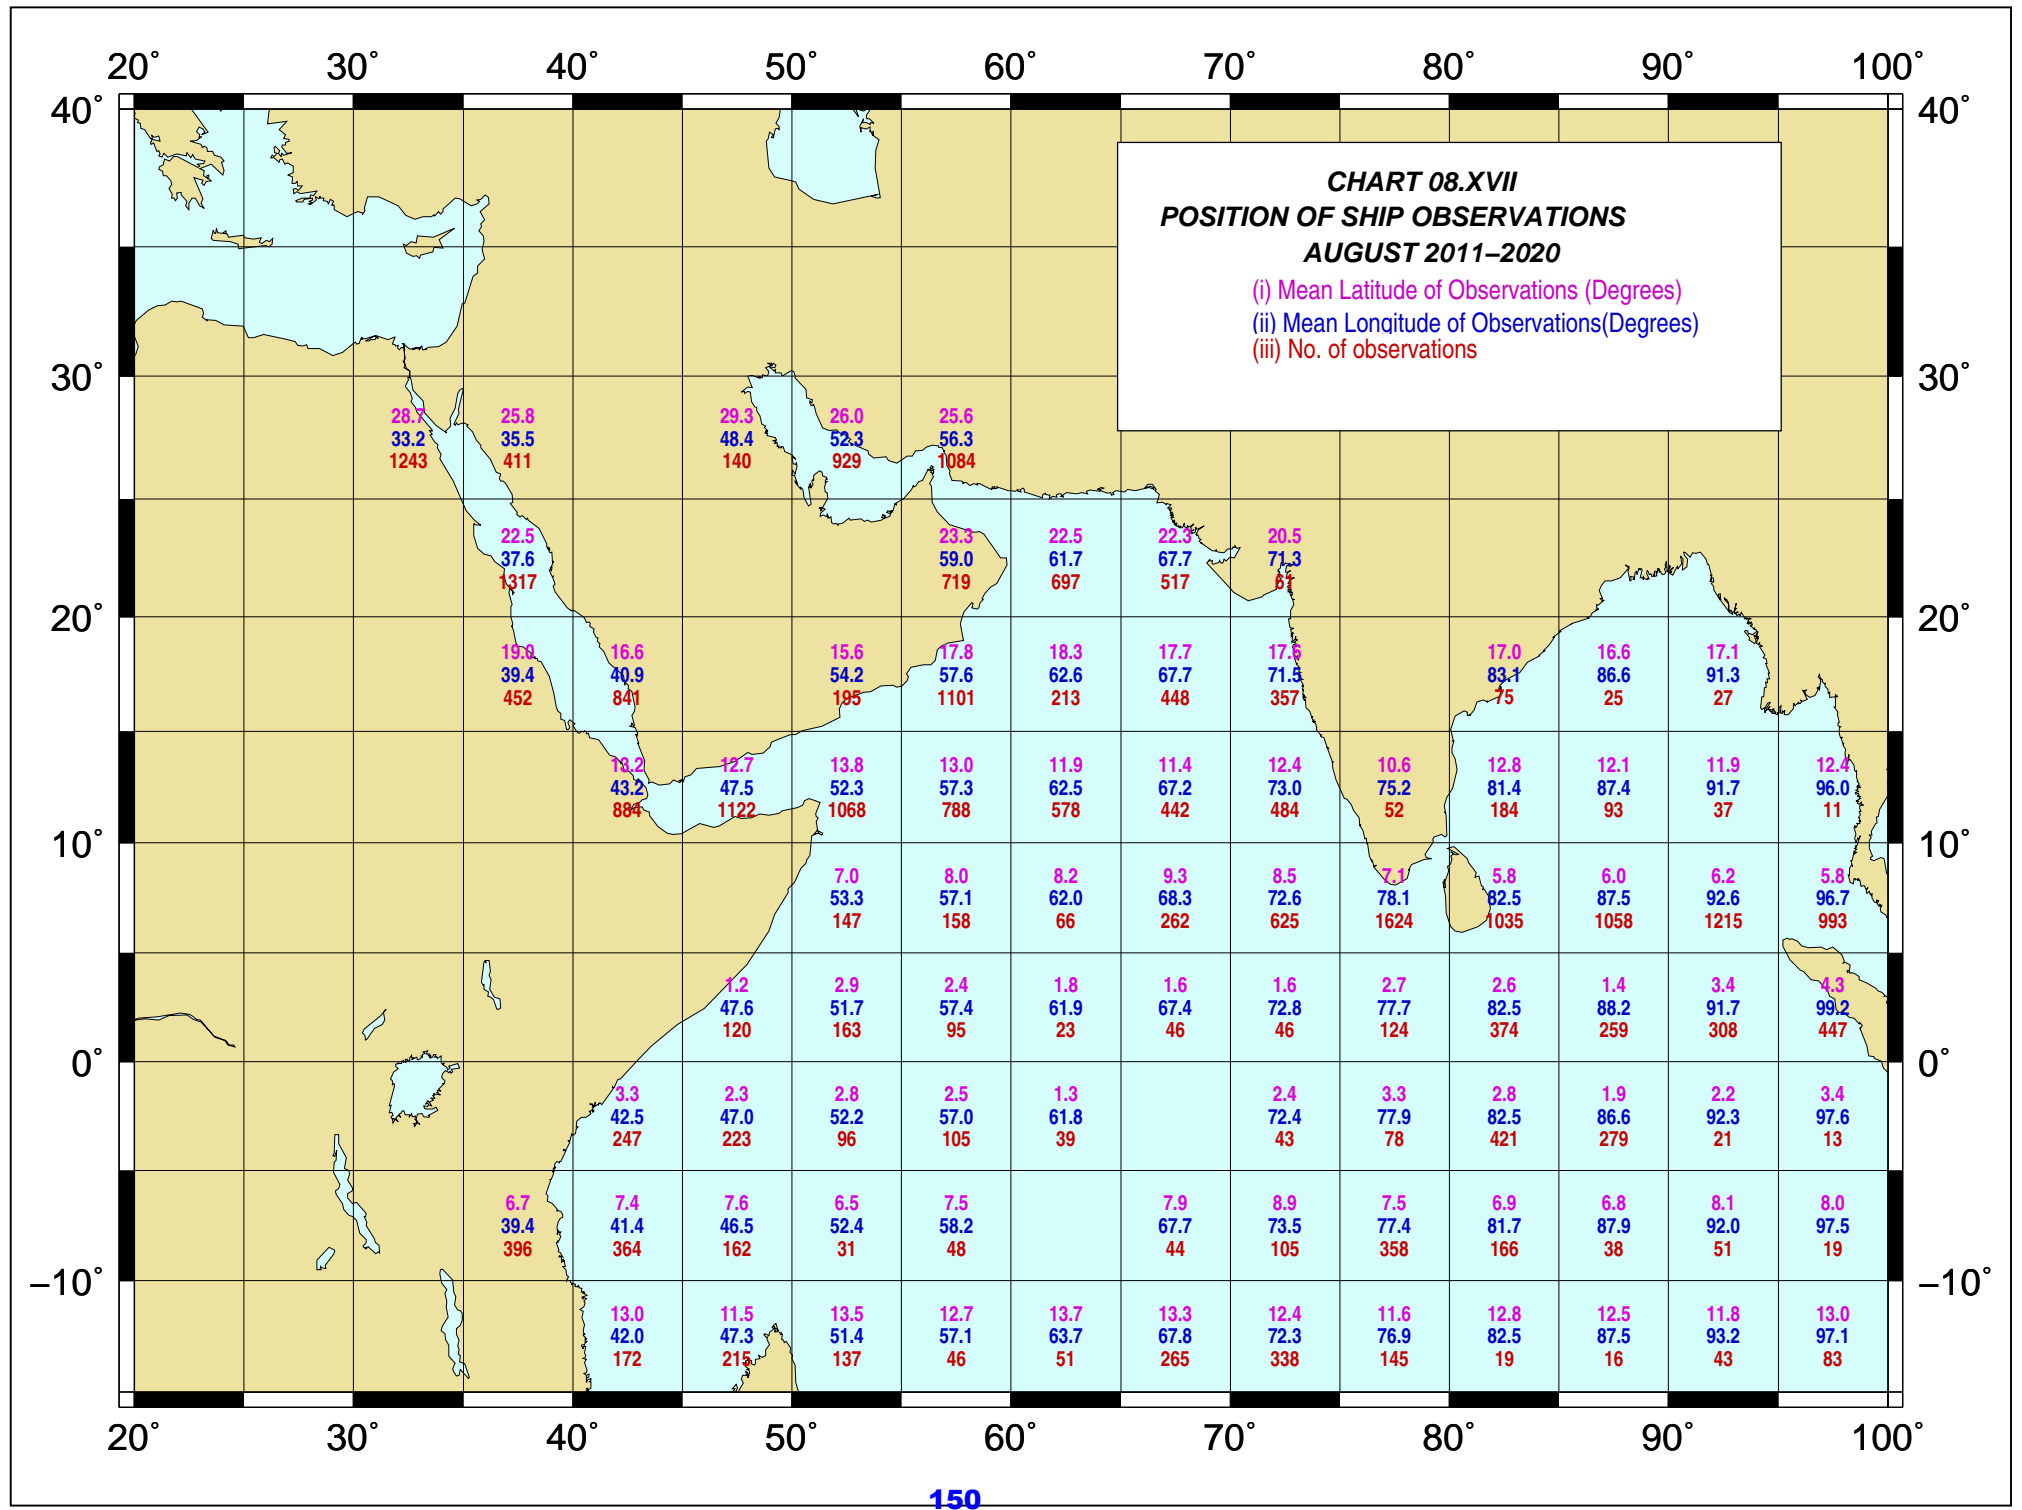 20° 30° 40° 50° 60° 70° 80° 90° 100°
40° 40°
CHART 08.XVII
POSITION OF SHIP OBSERVATIONS
AUGUST 2011–2020
(i) Mean Latitude of Observations (Degrees)
(ii) Mean Longitude of Observations(Degrees)
(iii) No. of observations
30° 30°
28.7 25.8 29.3 26.0 25.6
33.2 35.5 48.4 52.3 56.3
1243 411 140 929 1084
22.5 23.3 22.5 22.3 20.5
37.6 59.0 61.7 67.7 71.3
1317 719 697 517 61
20° 20°
19.0 16.6 15.6 17.8 18.3 17.7 17.6 17.0 16.6 17.1
39.4 40.9 54.2 57.6 62.6 67.7 71.5 83.1 86.6 91.3
452 841 195 1101 213 448 357 75 25 27
13.2 12.7 13.8 13.0 11.9 11.4 12.4 10.6 12.8 12.1 11.9 12.4
43.2 47.5 52.3 57.3 62.5 67.2 73.0 75.2 81.4 87.4 91.7 96.0
884 1122 1068 788 578 442 484 52 184 93 37 11
10° 10°
7.0 8.0 8.2 9.3 8.5 7.1 5.8 6.0 6.2 5.8
53.3 57.1 62.0 68.3 72.6 78.1 82.5 87.5 92.6 96.7
147 158 66 262 625 1624 1035 1058 1215 993
1.2 2.9 2.4 1.8 1.6 1.6 2.7 2.6 1.4 3.4 4.3
47.6 51.7 57.4 61.9 67.4 72.8 77.7 82.5 88.2 91.7 99.2
120 163 95 23 46 46 124 374 259 308 447
0° 0°
3.3 2.3 2.8 2.5 1.3 2.4 3.3 2.8 1.9 2.2 3.4
42.5 47.0 52.2 57.0 61.8 72.4 77.9 82.5 86.6 92.3 97.6
247 223 96 105 39 43 78 421 279 21 13
6.7 7.4 7.6 6.5 7.5 7.9 8.9 7.5 6.9 6.8 8.1 8.0
39.4 41.4 46.5 52.4 58.2 67.7 73.5 77.4 81.7 87.9 92.0 97.5
396 364 162 31 48 44 105 358 166 38 51 19
−10° −10°
13.0 11.5 13.5 12.7 13.7 13.3 12.4 11.6 12.8 12.5 11.8 13.0
42.0 47.3 51.4 57.1 63.7 67.8 72.3 76.9 82.5 87.5 93.2 97.1
172 215 137 46 51 265 338 145 19 16 43 83
20° 30° 40° 50° 60° 70° 80° 90° 100°
150